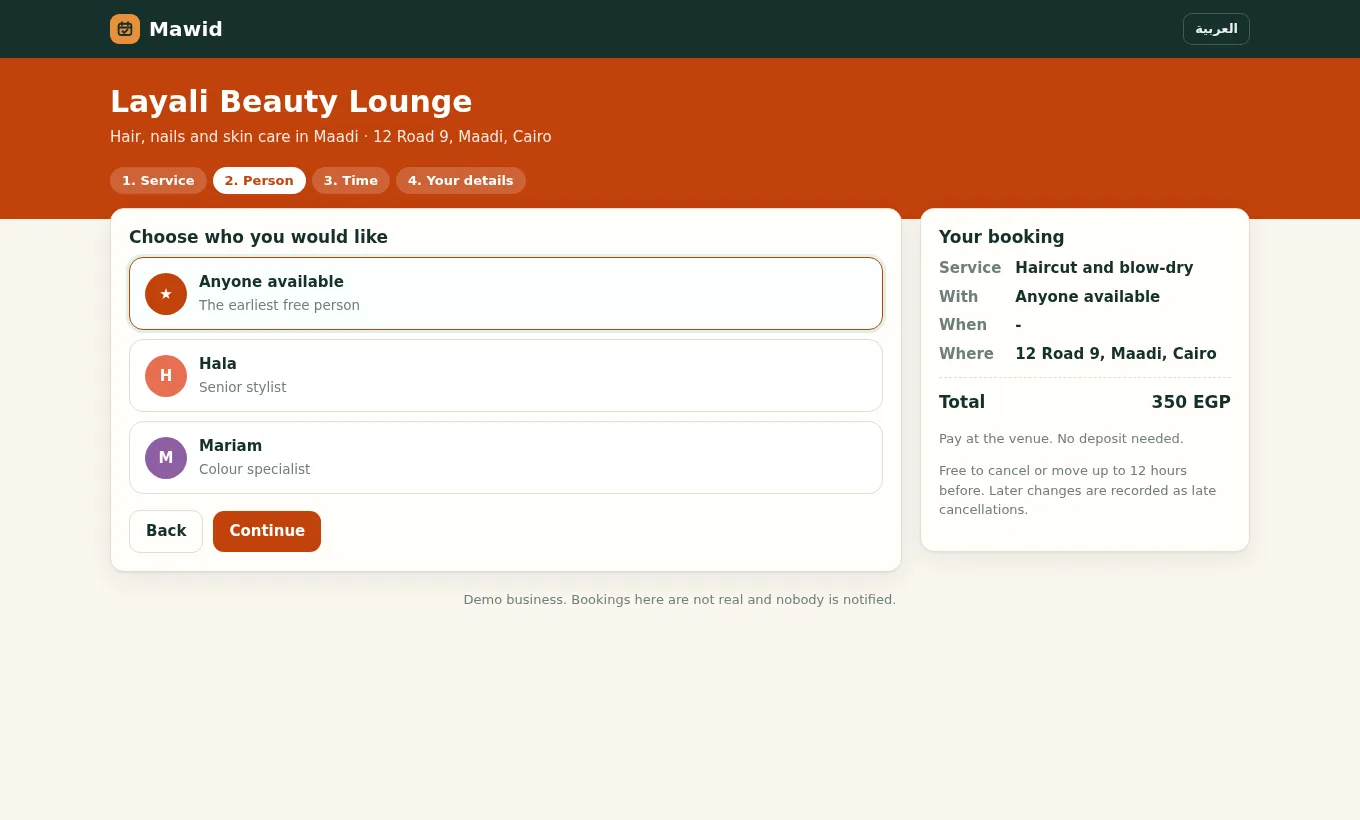 Mawid
العربية
Layali Beauty Lounge
Hair, nails and skin care in Maadi · 12 Road 9, Maadi, Cairo
1. Service
2. Person
3. Time
4. Your details
Choose who you would like
★
Anyone available
The earliest free person
H
Hala
Senior stylist
M
Mariam
Colour specialist
Back
Continue
Your booking
Service Haircut and blow-dry
With Anyone available
When -
Where 12 Road 9, Maadi, Cairo
Total 350 EGP
Pay at the venue. No deposit needed.
Free to cancel or move up to 12 hours
before. Later changes are recorded as late
cancellations.
Demo business. Bookings here are not real and nobody is notified.